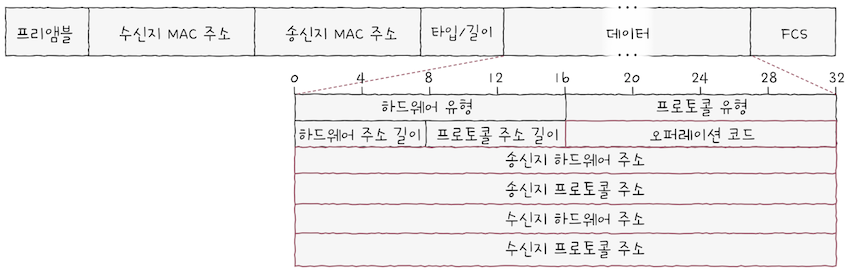 프리앰블 수신지 MAC 주소 송신지 MAC 주소 타입/길이 데이터 FCS
0 4 8 12 16 20 24 28 32
하드웨어 유형 프로토콜 유형
하드웨어 주소 길이 프로토콜 주소 길이 오퍼레이션 코드
송신지 하드웨어 주소
송신지 프로토콜 주소
수신지 하드웨어 주소
수신지 프로토콜 주소